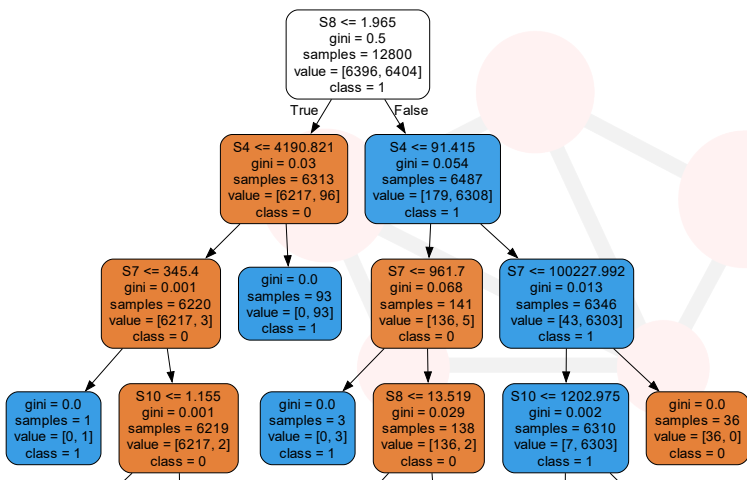 S8 <= 1.965
gini = 0.5
samples = 12800
value = [6396, 6404]
class = 1
True
False
S4 <= 4190.821
gini = 0.03
samples = 6313
value = [6217, 96]
class = 0
S4 <= 91.415
gini = 0.054
samples = 6487
value = [179, 6308]
class = 1
S7 <= 345.4
gini = 0.001
samples = 6220
value = [6217, 3]
class = 0
gini = 0.0
samples = 93
value = [0, 93]
class = 1
S7 <= 961.7
gini = 0.068
samples = 141
value = [136, 5]
class = 0
S7 <= 100227.992
gini = 0.013
samples = 6346
value = [43, 6303]
class = 1
gini = 0.0
samples = 1
value = [0, 1]
class = 1
S10 <= 1.155
gini = 0.001
samples = 6219
value = [6217, 2]
class = 0
gini = 0.0
samples = 3
value = [0, 3]
class = 1
S8 <= 13.519
gini = 0.029
samples = 138
value = [136, 2]
class = 0
S10 <= 1202.975
gini = 0.002
samples = 6310
value = [7, 6303]
class = 1
gini = 0.0
samples = 36
value = [36, 0]
class = 0